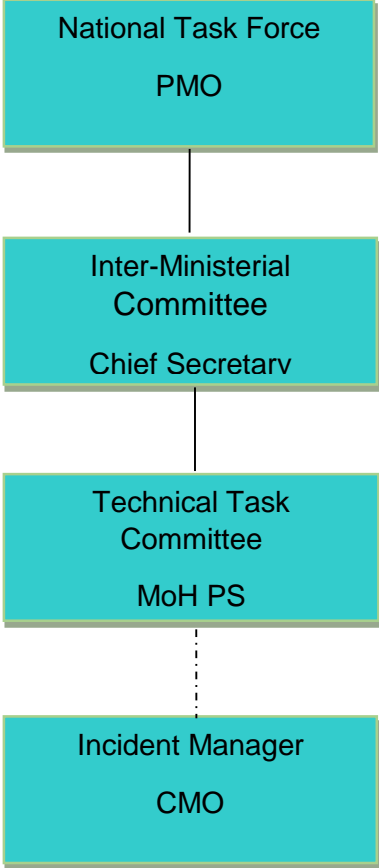 National Task Force
PMO
Inter-Ministerial
Committee
Chief Secretary
Technical Task
Committee
MoH PS
Incident Manager
CMO